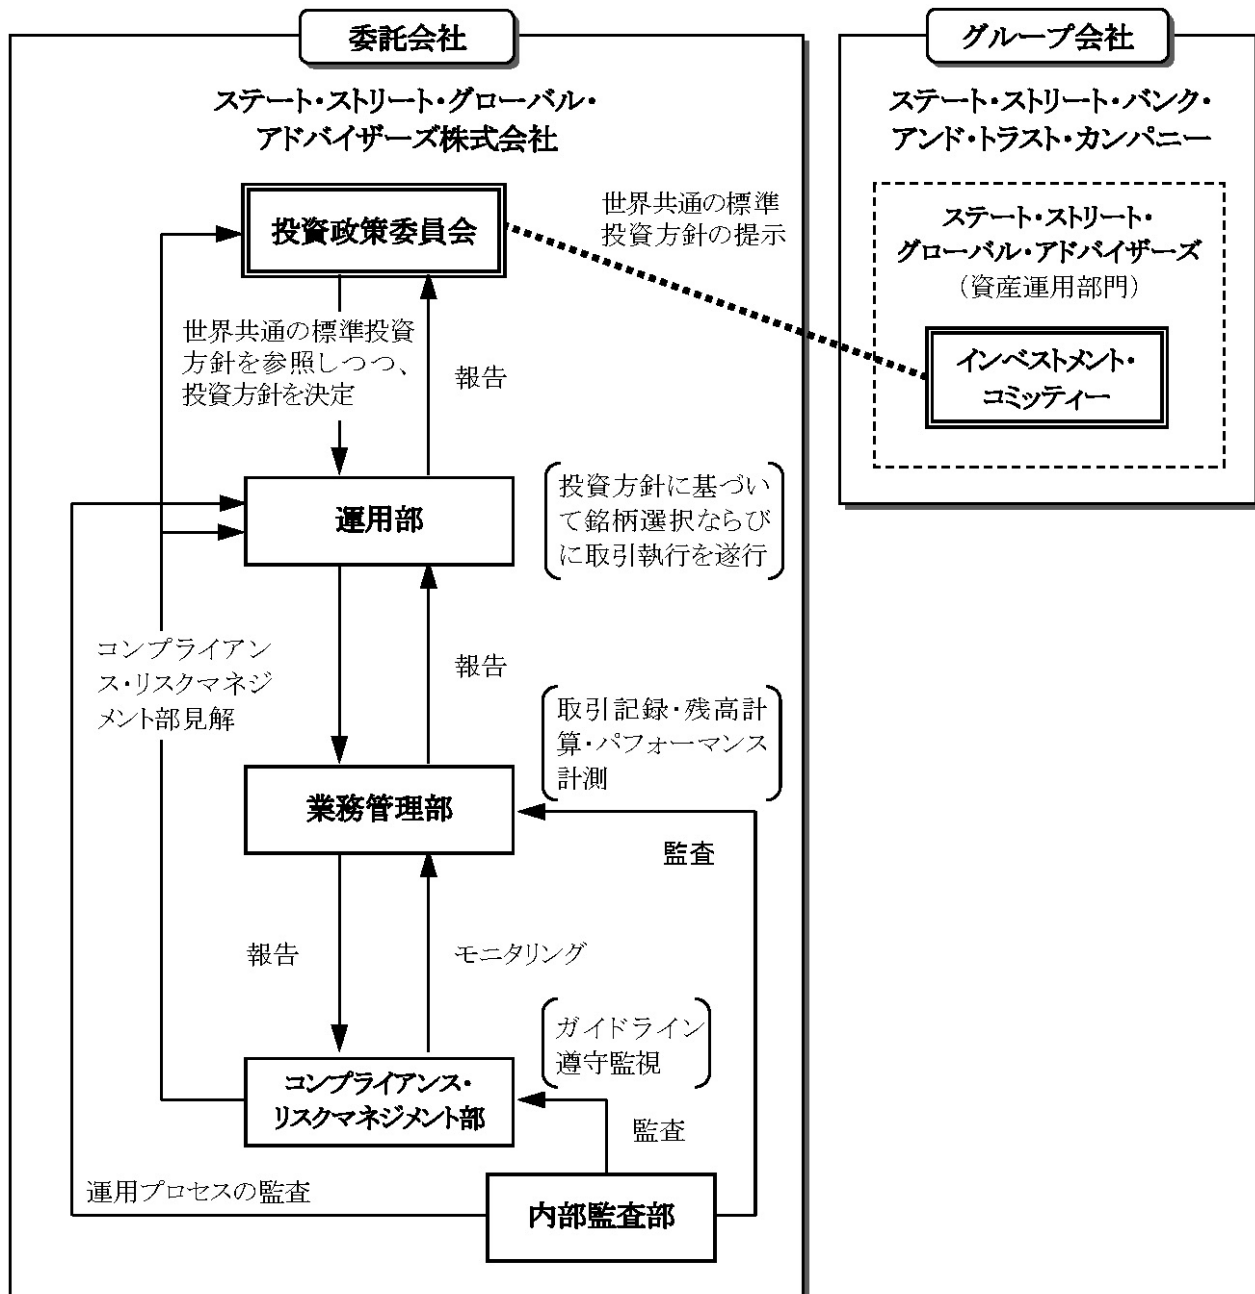 委託会社
ステート・ストリート・グローバル・
アドバイザーズ株式会社
投資政策委員会
世界共通の標準
投資方針の提示
世界共通の標準投資
方針を参照しつつ、
投資方針を決定
報告
運用部
投資方針に基づい
て銘柄選択ならび
に取引執行を遂行
コンプライアン
ス・リスクマネジ
メント部見解
報告
取引記録・残高計
算・パフォーマンス
計測
業務管理部
監査
報告
モニタリング
ガイドライン
遵守監視
コンプライアンス・
リスクマネジメント部
監査
運用プロセスの監査
内部監査部
グループ会社
ステート・ストリート・バンク・
アンド・トラスト・カンパニー
ステート・ストリート・
グローバル・アドバイザーズ
（資産運用部門）
インベストメント・
コミッティー